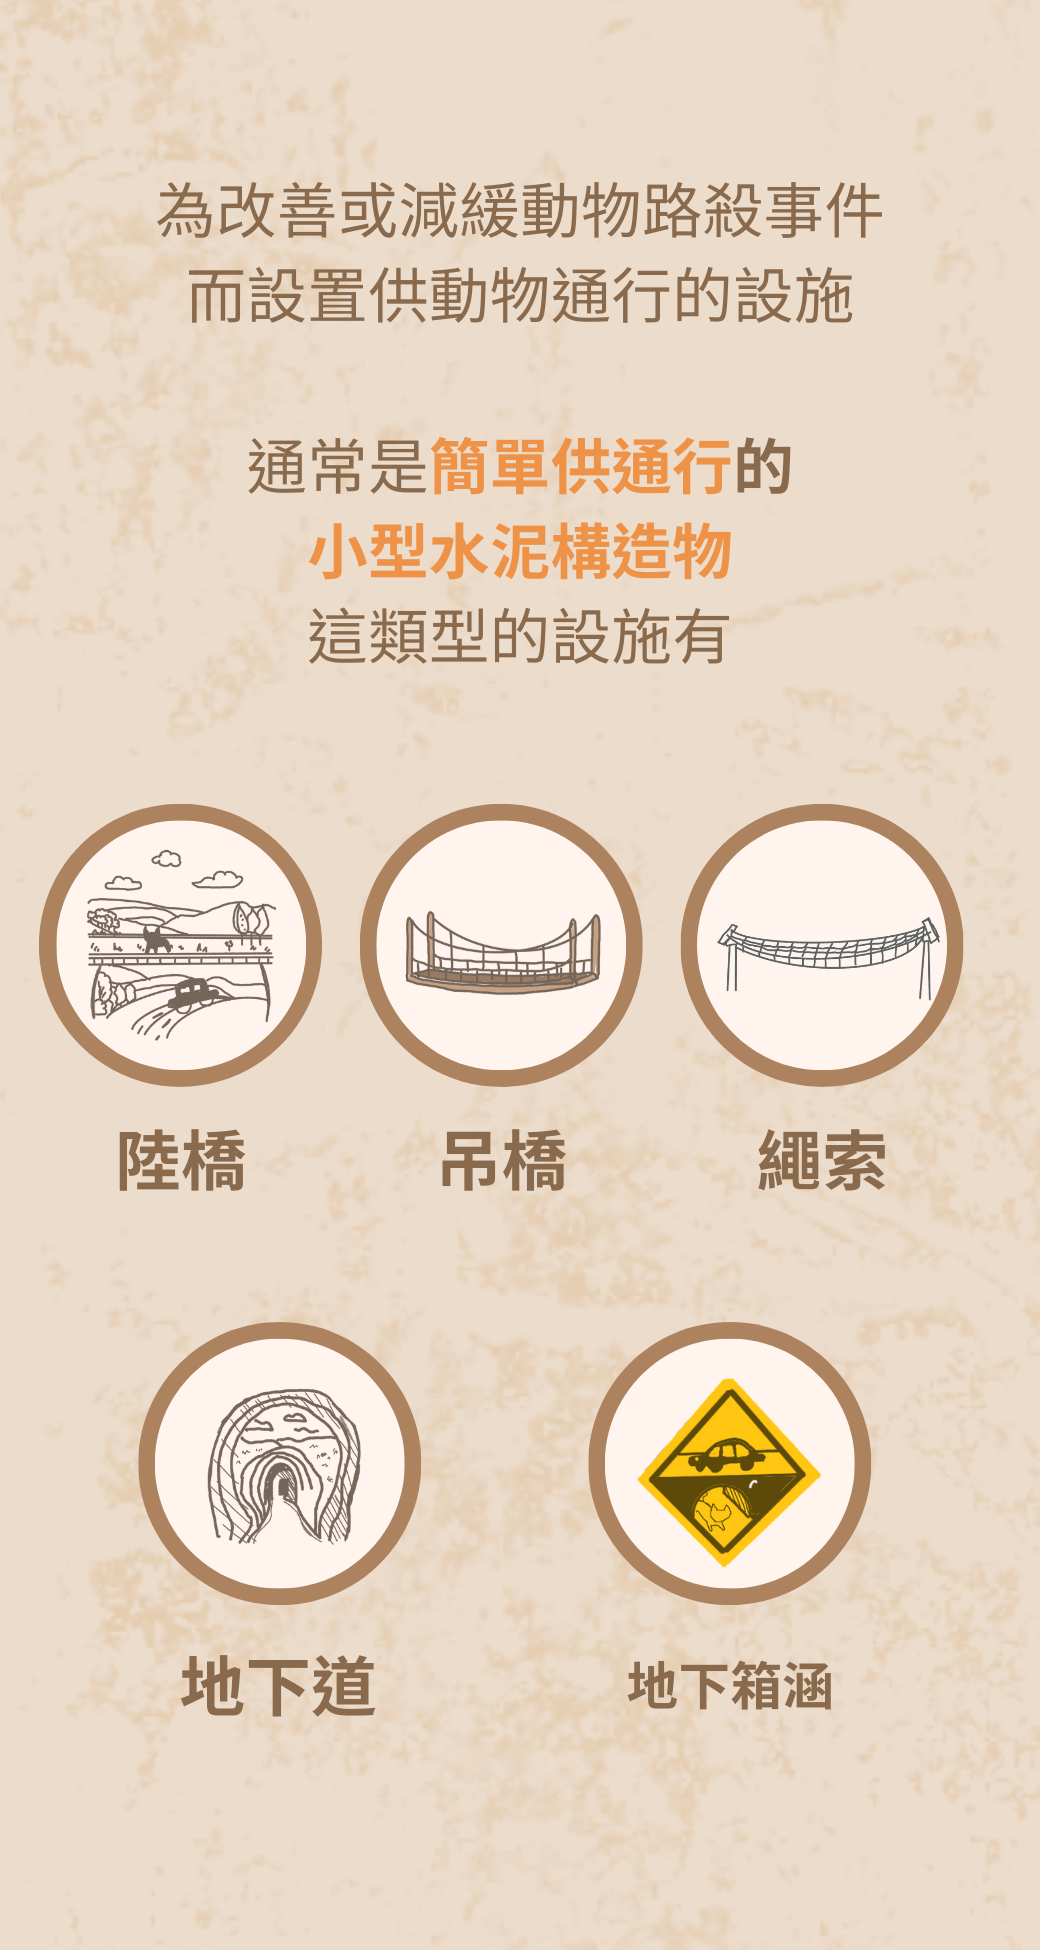 為改善或減緩動物路殺事件
而設置供動物通行的設施
通常是簡單供通行的
小型水泥構造物
這類型的設施有
陸橋
吊橋
繩索
地下道
地下箱涵